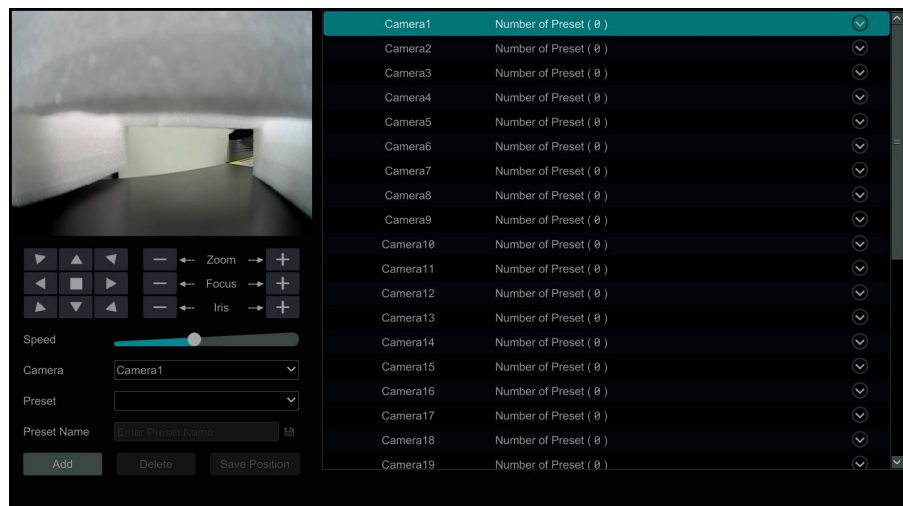 Zoom
Focus
Iris
Speed
Camera Camera1
Preset
Preset Name Enter Preset Name
Add Delete Save Position
Camera1 Number of Preset ( 0 )
Camera2 Number of Preset ( 0 )
Camera3 Number of Preset ( 0 )
Camera4 Number of Preset ( 0 )
Camera5 Number of Preset ( 0 )
Camera6 Number of Preset ( 0 )
Camera7 Number of Preset ( 0 )
Camera8 Number of Preset ( 0 )
Camera9 Number of Preset ( 0 )
Camera10 Number of Preset ( 0 )
Camera11 Number of Preset ( 0 )
Camera12 Number of Preset ( 0 )
Camera13 Number of Preset ( 0 )
Camera14 Number of Preset ( 0 )
Camera15 Number of Preset ( 0 )
Camera16 Number of Preset ( 0 )
Camera17 Number of Preset ( 0 )
Camera18 Number of Preset ( 0 )
Camera19 Number of Preset ( 0 )